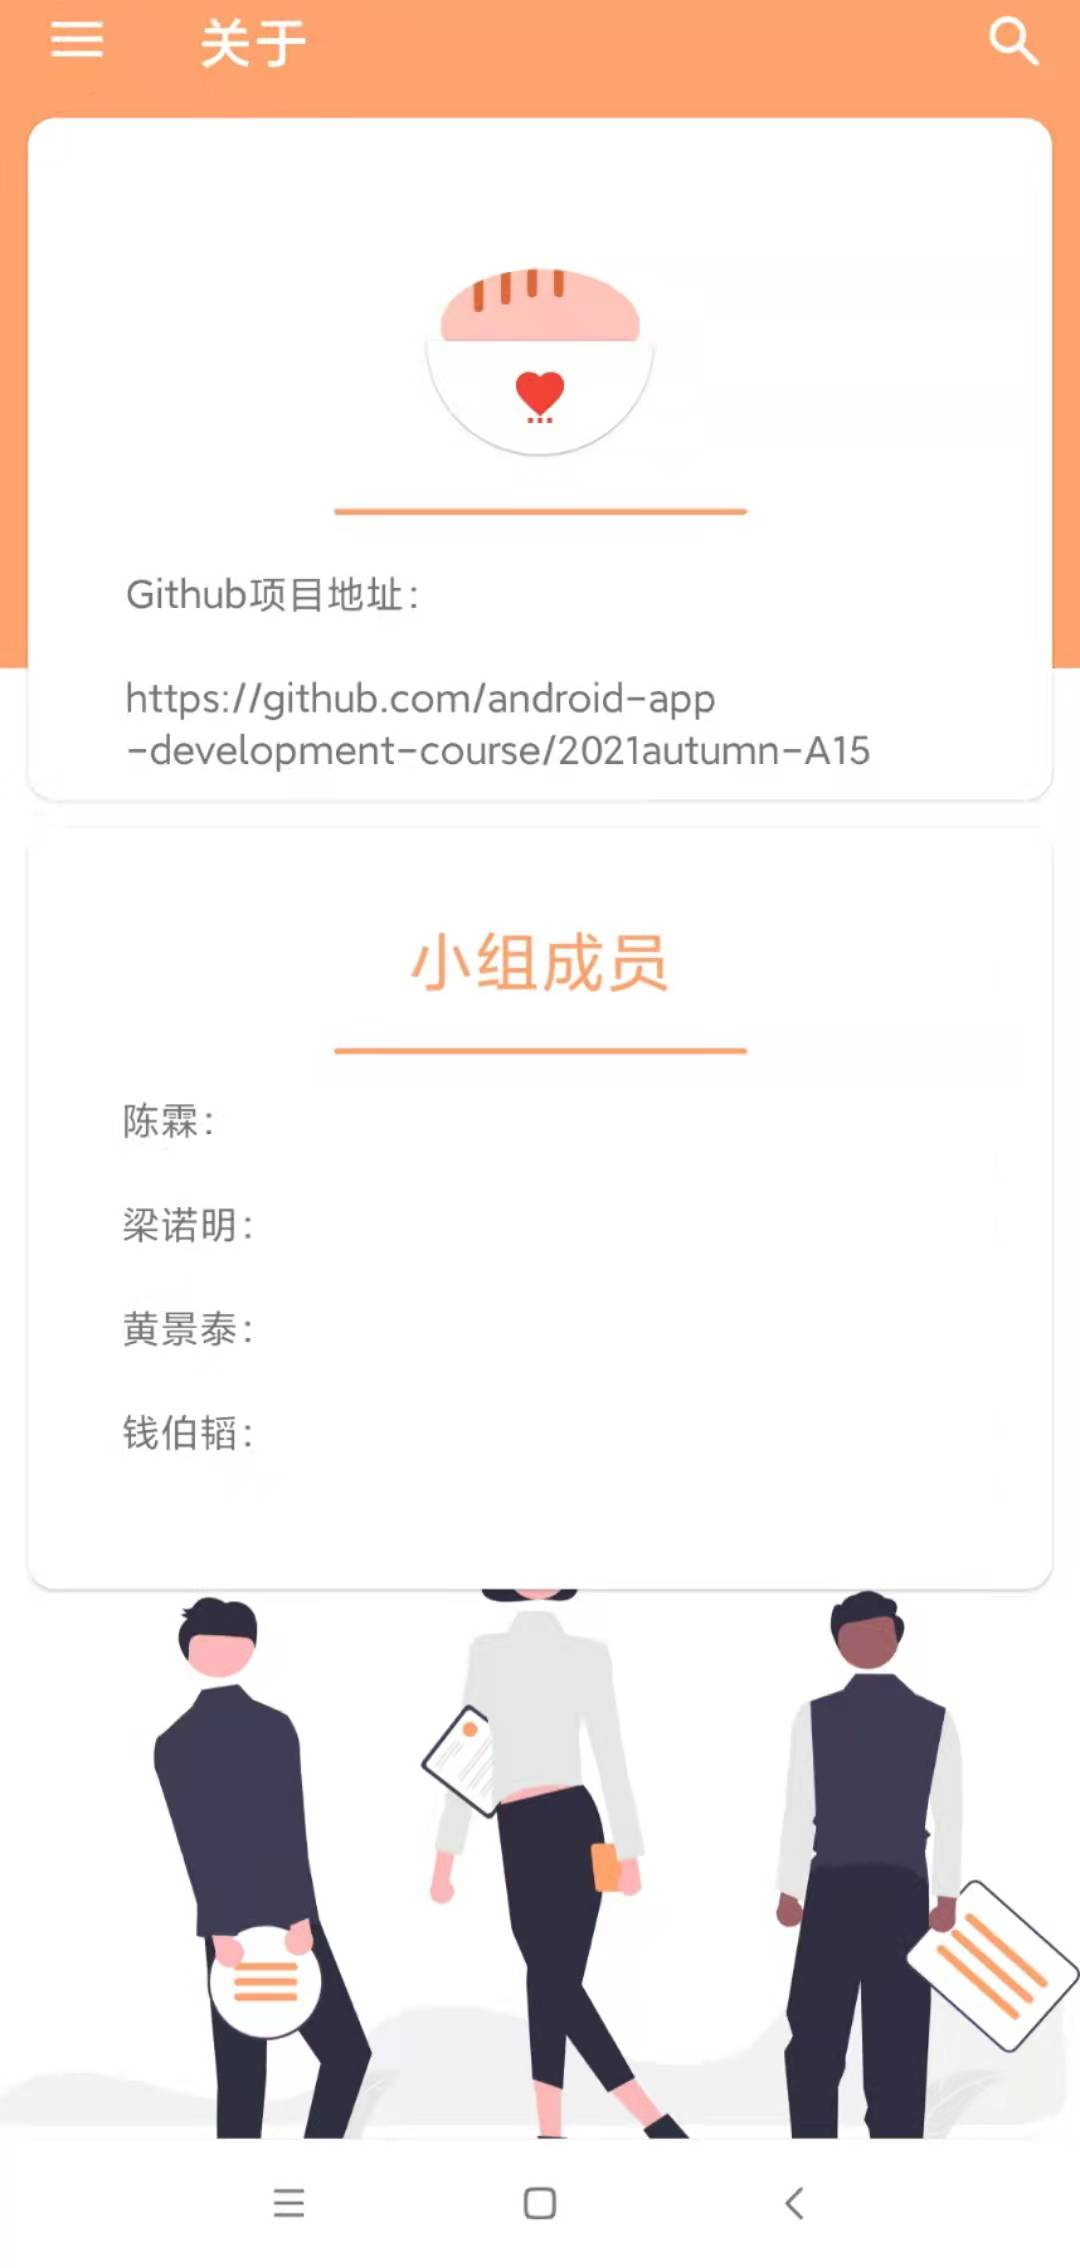 关于
Github项目地址：
https://github.com/android-app
-development-course/2021autumn-A15
小组成员
陈霖：
梁诺明：
黄景泰：
钱伯韬：